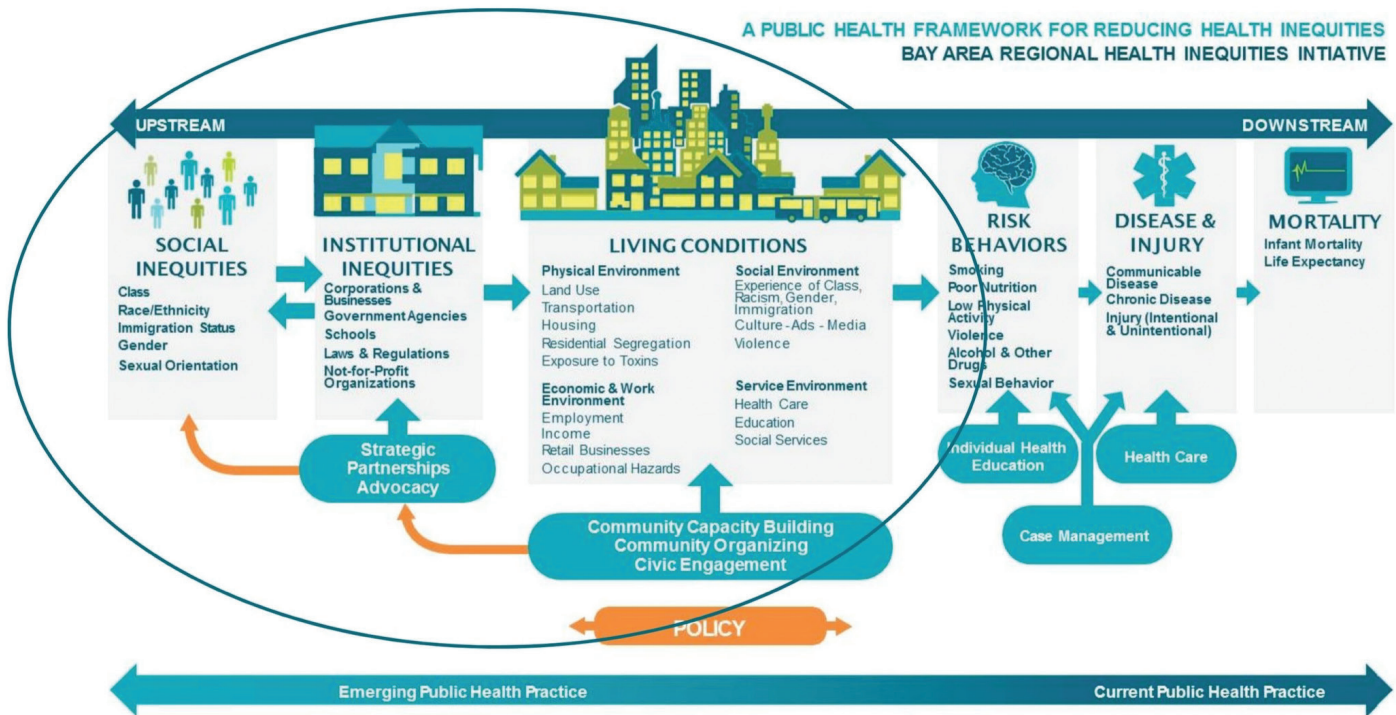 A PUBLIC HEALTH FRAMEWORK FOR REDUCING HEALTH INEQUITIES
BAY AREA REGIONAL HEALTH INEQUITIES INTIATIVE
UPSTREAM
DOWNSTREAM
SOCIAL
INEQUITIES
Class
Race/Ethnicity
Immigration Status
Gender
Sexual Orientation
INSTITUTIONAL
INEQUITIES
Corporations &
Businesses
Government Agencies
Schools
Laws & Regulations
Not-for-Profit
Organizations
LIVING CONDITIONS
Physical Environment
Land Use
Transportation
Housing
Residential Segregation
Exposure to Toxins
Economic & Work
Environment
Employment
Income
Retail Businesses
Occupational Hazards
Social Environment
Experience of Class,
Racism, Gender,
Immigration
Culture - Ads - Media
Violence
Service Environment
Health Care
Education
Social Services
RISK
BEHAVIORS
Smoking
Poor Nutrition
Low Physical
Activity
Violence
Alcohol & Other
Drugs
Sexual Behavior
DISEASE &
INJURY
Communicable
Disease
Chronic Disease
Injury (Intentional
& Unintentional)
MORTALITY
Infant Mortality
Life Expectancy
Strategic
Partnerships
Advocacy
Community Capacity Building
Community Organizing
Civic Engagement
Individual Health
Education
Health Care
Case Management
POLICY
Emerging Public Health Practice
Current Public Health Practice